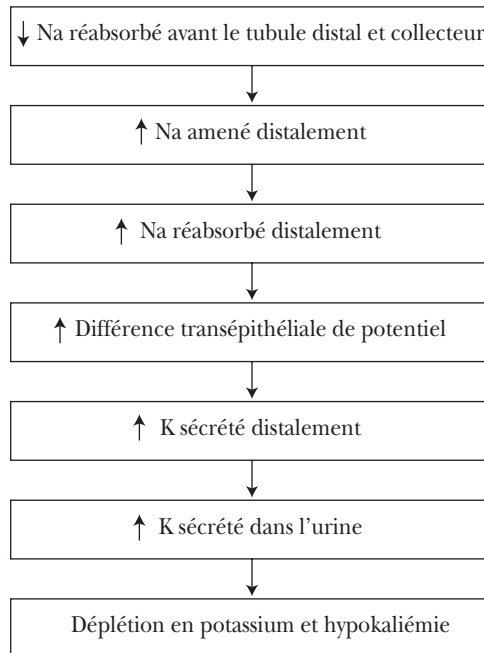 ↓ Na réabsorbé avant le tubule distal et collecteur
↑ Na amené distalement
↑ Na réabsorbé distalement
↑ Différence transépithéliale de potentiel
↑ K sécrété distalement
↑ K sécrété dans l’urine
Déplétion en potassium et hypokaliémie